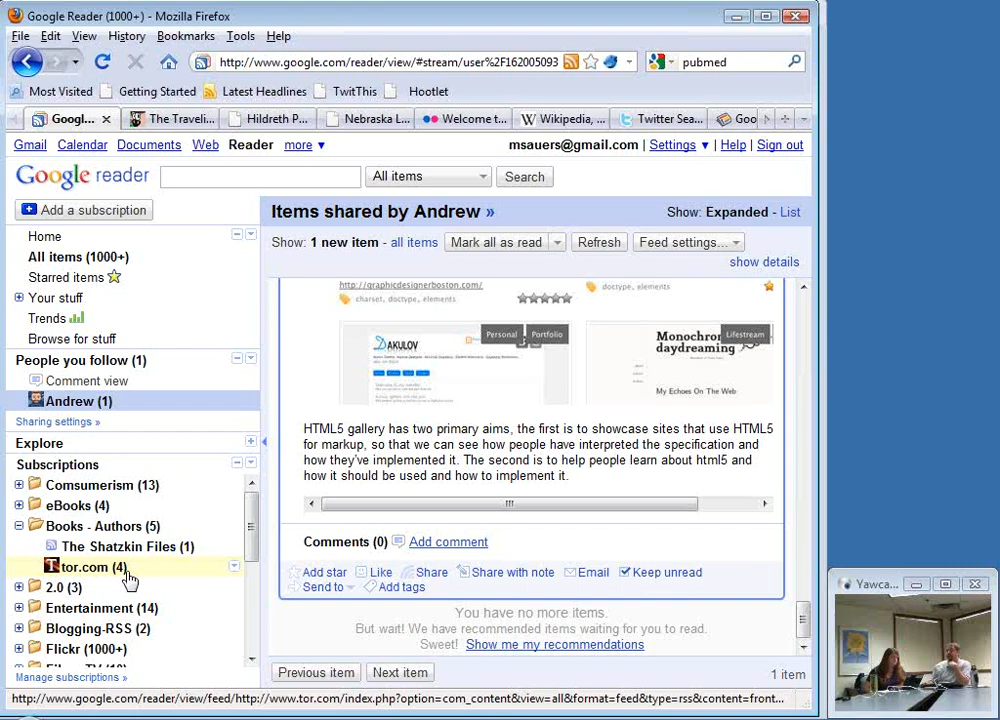 Google Reader (1000+) - Mozilla Firefox
File Edit View History Bookmarks Tools Help
http://www.google.com/reader/view/#stream/user%2F162005093
pubmed
Most Visited Getting Started Latest Headlines TwitThis Hootlet
Googl... The Traveli... Hildreth P... Nebraska L... Welcome t... Wikipedia, ... Twitter Sea... Goo
Gmail Calendar Documents Web Reader more ▼ msauers@gmail.com | Settings ▼ | Help | Sign out
Google reader All items Search
Add a subscription
Items shared by Andrew » Show: Expanded - List
Home
Show: 1 new item - all items Mark all as read Refresh Feed settings...
All items (1000+)
show details
Starred items
Your stuff
Trends
Browse for stuff
People you follow (1)
Comment view
Andrew (1)
Sharing settings »
Explore
Subscriptions
Comsumerism (13)
eBooks (4)
Books - Authors (5)
The Shatzkin Files (1)
tor.com (4)
2.0 (3)
Entertainment (14)
Blogging-RSS (2)
Flickr (1000+)
Manage subscriptions »
http://graphicdesignerboston.com/
charset, doctype, elements
doctype, elements
Personal Portfolio
DAKULOV
Lifestream
Monochro
daydreaming
My Echoes On The Web
HTML5 gallery has two primary aims, the first is to showcase sites that use HTML5
for markup, so that we can see how people have interpreted the specification and
how they've implemented it. The second is to help people learn about html5 and
how it should be used and how to implement it.
Comments (0) Add comment
Add star Like Share Share with note Email Keep unread
Send to Add tags
You have no more items.
But wait! We have recommended items waiting for you to read.
Sweet! Show me my recommendations
Previous item Next item 1 item
http://www.google.com/reader/view/feed/http://www.tor.com/index.php?option=com_content&view=all&format=feed&type=rss&content=front...
Yawca...